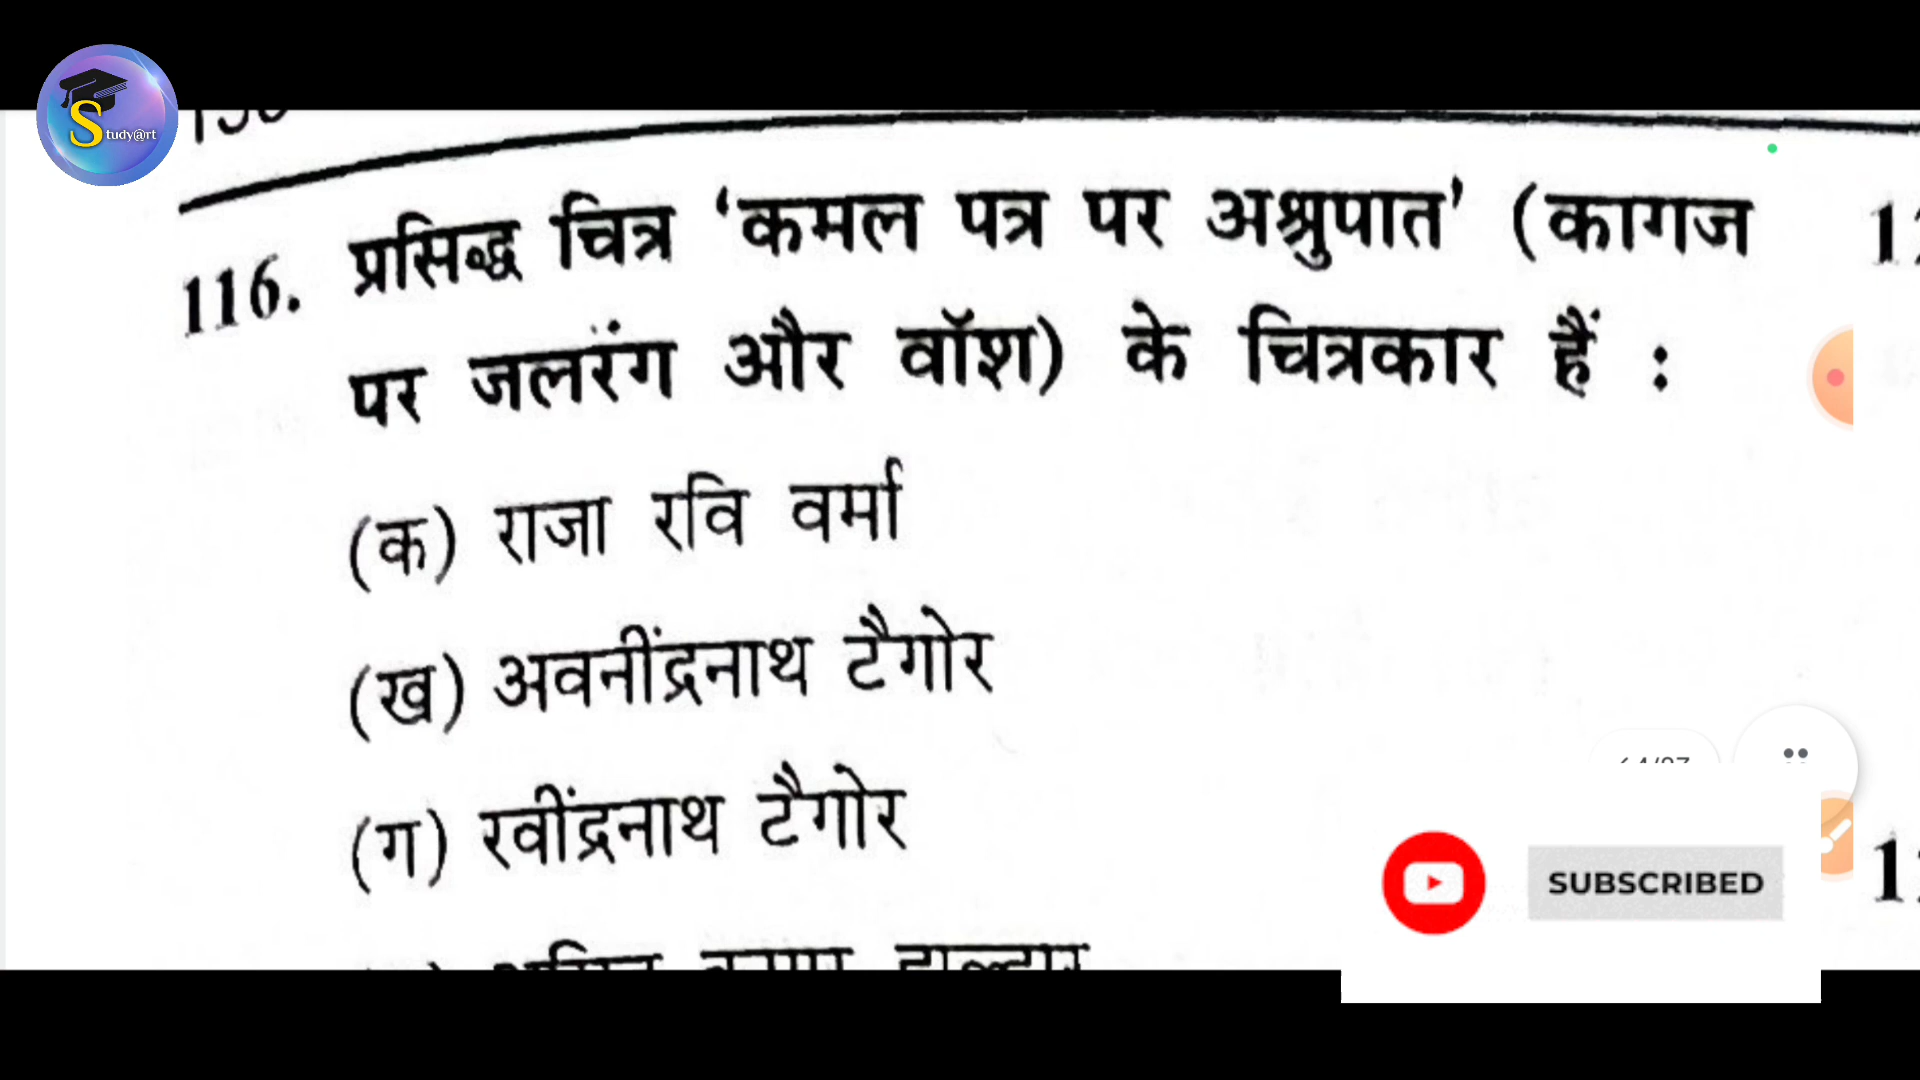 Study@rt
116. प्रसिद्ध चित्र ‘कमल पत्र पर अश्रुपात’ (कागज
पर जलरंग और वॉश) के चित्रकार हैं :
(क) राजा रवि वर्मा
(ख) अवनींद्रनाथ टैगोर
(ग) रवींद्रनाथ टैगोर
SUBSCRIBED